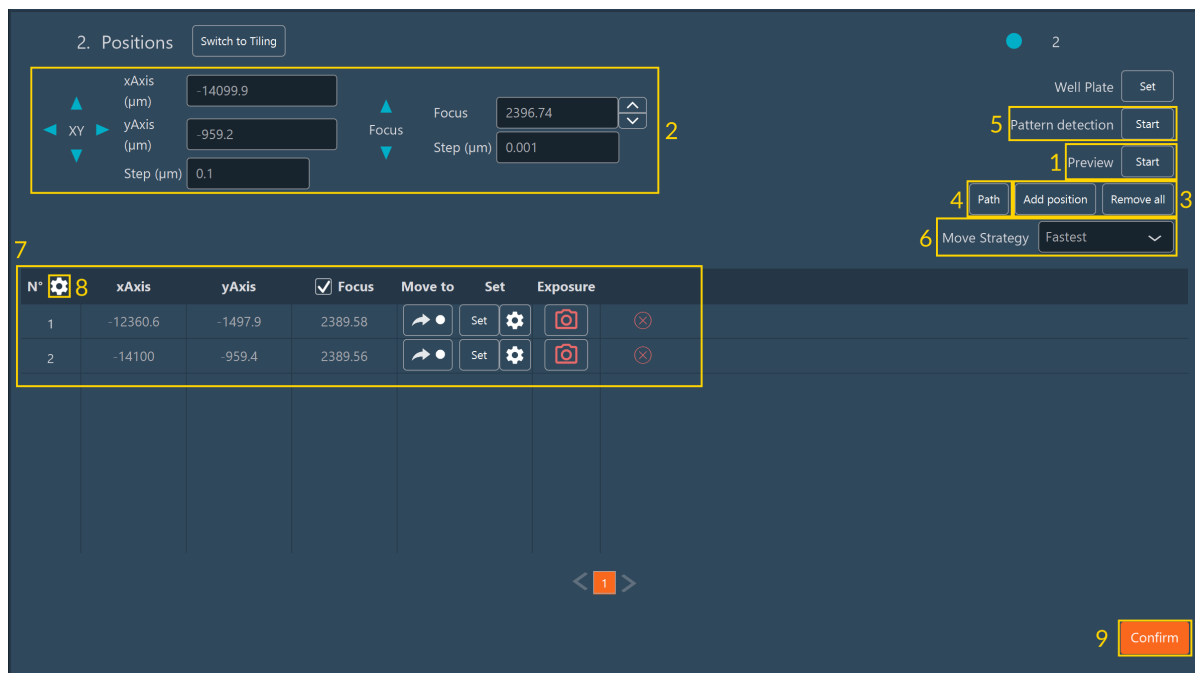 2. Positions Switch to Tiling 2
xAxis (µm) -14099.9
yAxis (µm) -959.2
Step (µm) 0.1
XY
Focus
Focus 2396.74
Step (µm) 0.001
2
Well Plate Set
5 Pattern detection Start
1 Preview Start
4 Path Add position Remove all 3
6 Move Strategy Fastest
7
N° 8 xAxis yAxis Focus Move to Set Exposure
1 -12360.6 -1497.9 2389.58 Set
2 -14100 -959.4 2389.56 Set
< 1 >
9 Confirm